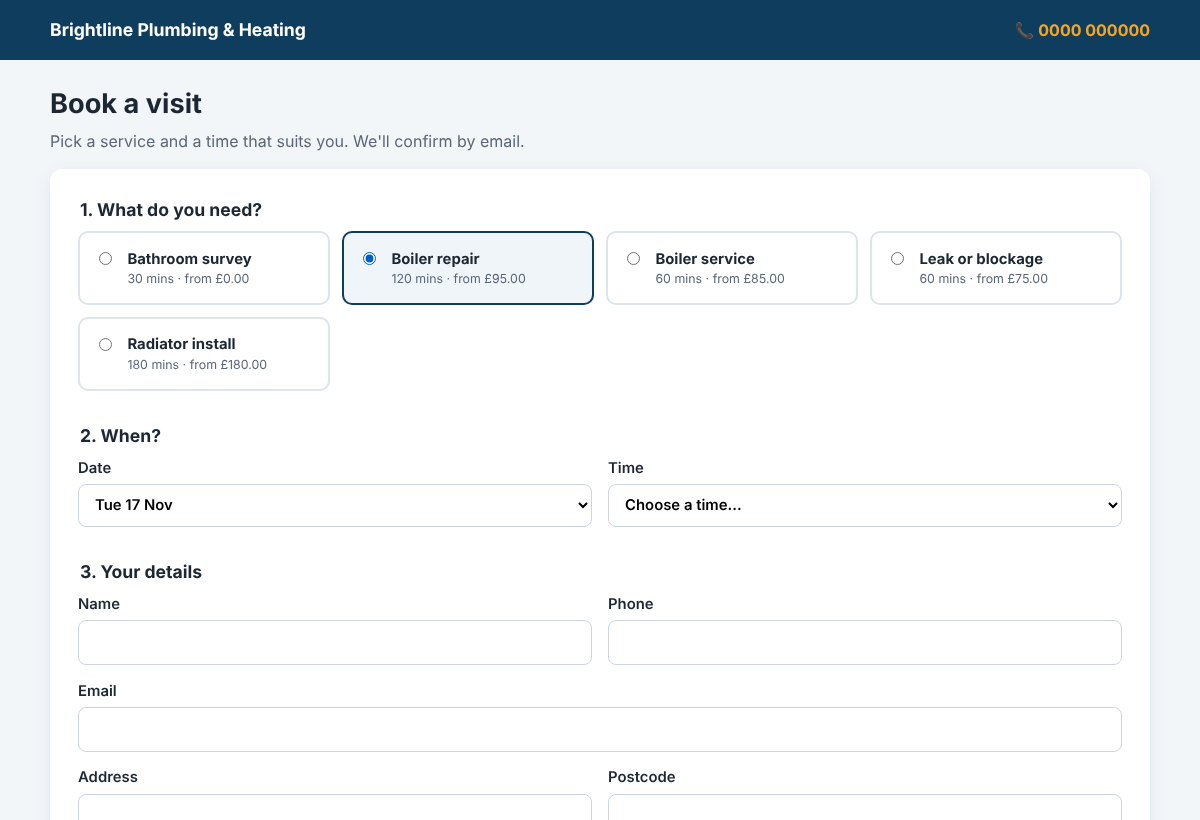 Brightline Plumbing & Heating
📞 0000 000000
Book a visit
Pick a service and a time that suits you. We'll confirm by email.
1. What do you need?
Bathroom survey
30 mins · from £0.00
Boiler repair
120 mins · from £95.00
Boiler service
60 mins · from £85.00
Leak or blockage
60 mins · from £75.00
Radiator install
180 mins · from £180.00
2. When?
Date
Time
Tue 17 Nov
Choose a time…
3. Your details
Name
Phone
Email
Address
Postcode